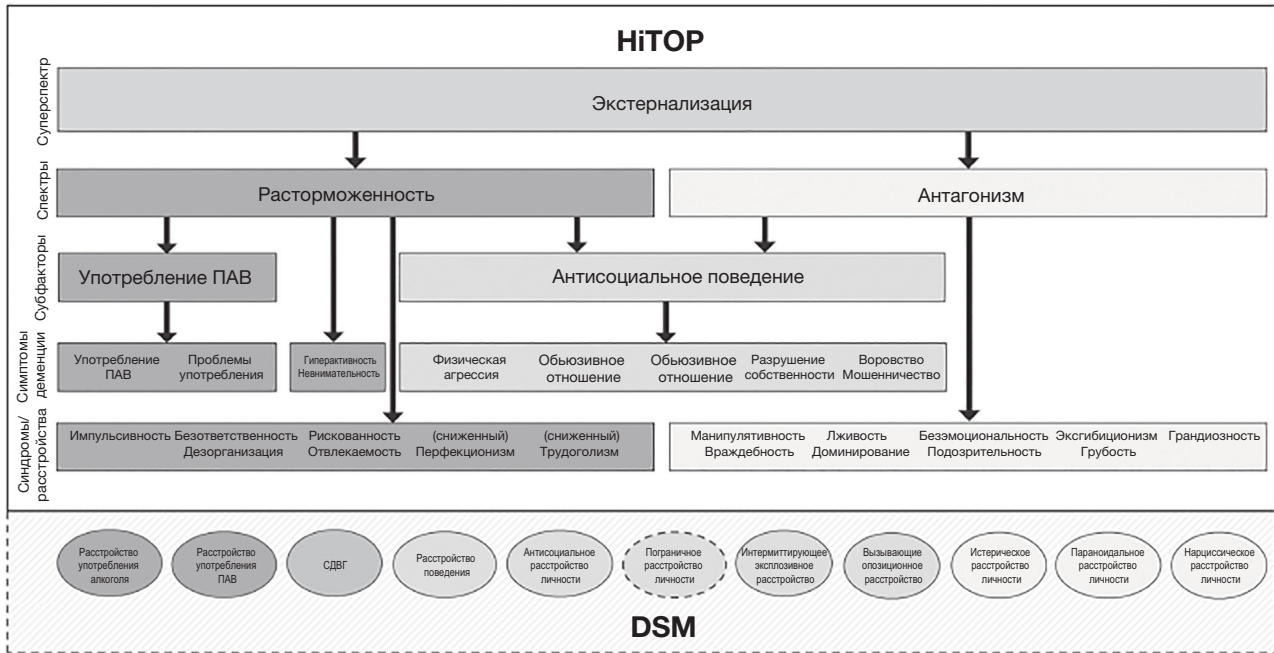 HiTOP
Суперспектр
Экстернализация
Спектры
Расторможенность
Антагонизм
Субфакторы
Употребление ПАВ
Антисоциальное поведение
Симптомы
деменции
Употребление
ПАВ
Проблемы
употребления
Гиперактивность
Невнимательность
Физическая
агрессия
Обьюзивное
отношение
Обьюзивное
отношение
Разрушение
собственности
Воровство
Мошенничество
Синдромы/
расстройства
Импульсивность
Безответственность
Дезорганизация
Рискованность
Отвлекаемость
(сниженный)
Перфекционизм
(сниженный)
Трудоголизм
Манипулятивность
Враждебность
Лживость
Доминирование
Безэмоциональность
Подозрительность
Эксгибиционизм
Грубость
Грандиозность
Расстройство
употребления
алкоголя
Расстройство
употребления
ПАВ
СДВГ
Расстройство
поведения
Антисоциальное
расстройство
личности
Пограничное
расстройство
личности
Интермиттирующее
эксплозивное
расстройство
Вызывающие
опозиционное
расстройство
Истерическое
расстройство
личности
Параноидальное
расстройство
личности
Нарциссическое
расстройство
личности
DSM